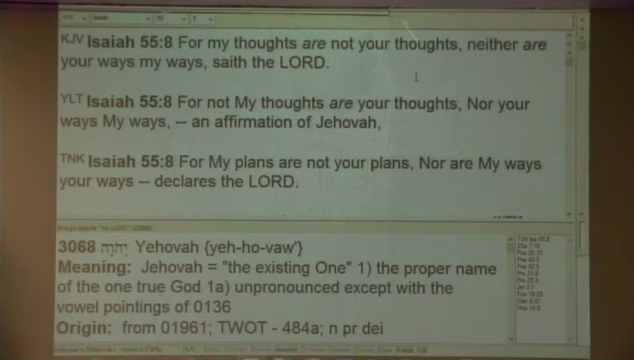 KJV Isaiah 55:8 For my thoughts are not your thoughts, neither are
your ways my ways, saith the LORD.
YLT Isaiah 55:8 For not My thoughts are your thoughts, Nor your
ways My ways, -- an affirmation of Jehovah,
TNK Isaiah 55:8 For My plans are not your plans, Nor are My ways
your ways -- declares the LORD.
3068 יְהֹוָה Yehovah {yeh-ho-vaw'}
Meaning: Jehovah = "the existing One" 1) the proper name
of the one true God 1a) unpronounced except with the
vowel pointings of 0136
Origin: from 01961; TWOT - 484a; n pr dei